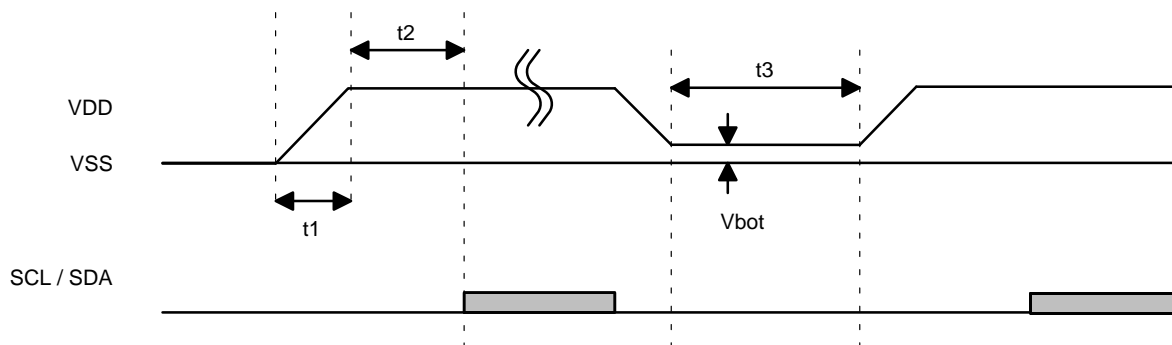 t2
t3
VDD
VSS
t1
Vbot
SCL / SDA